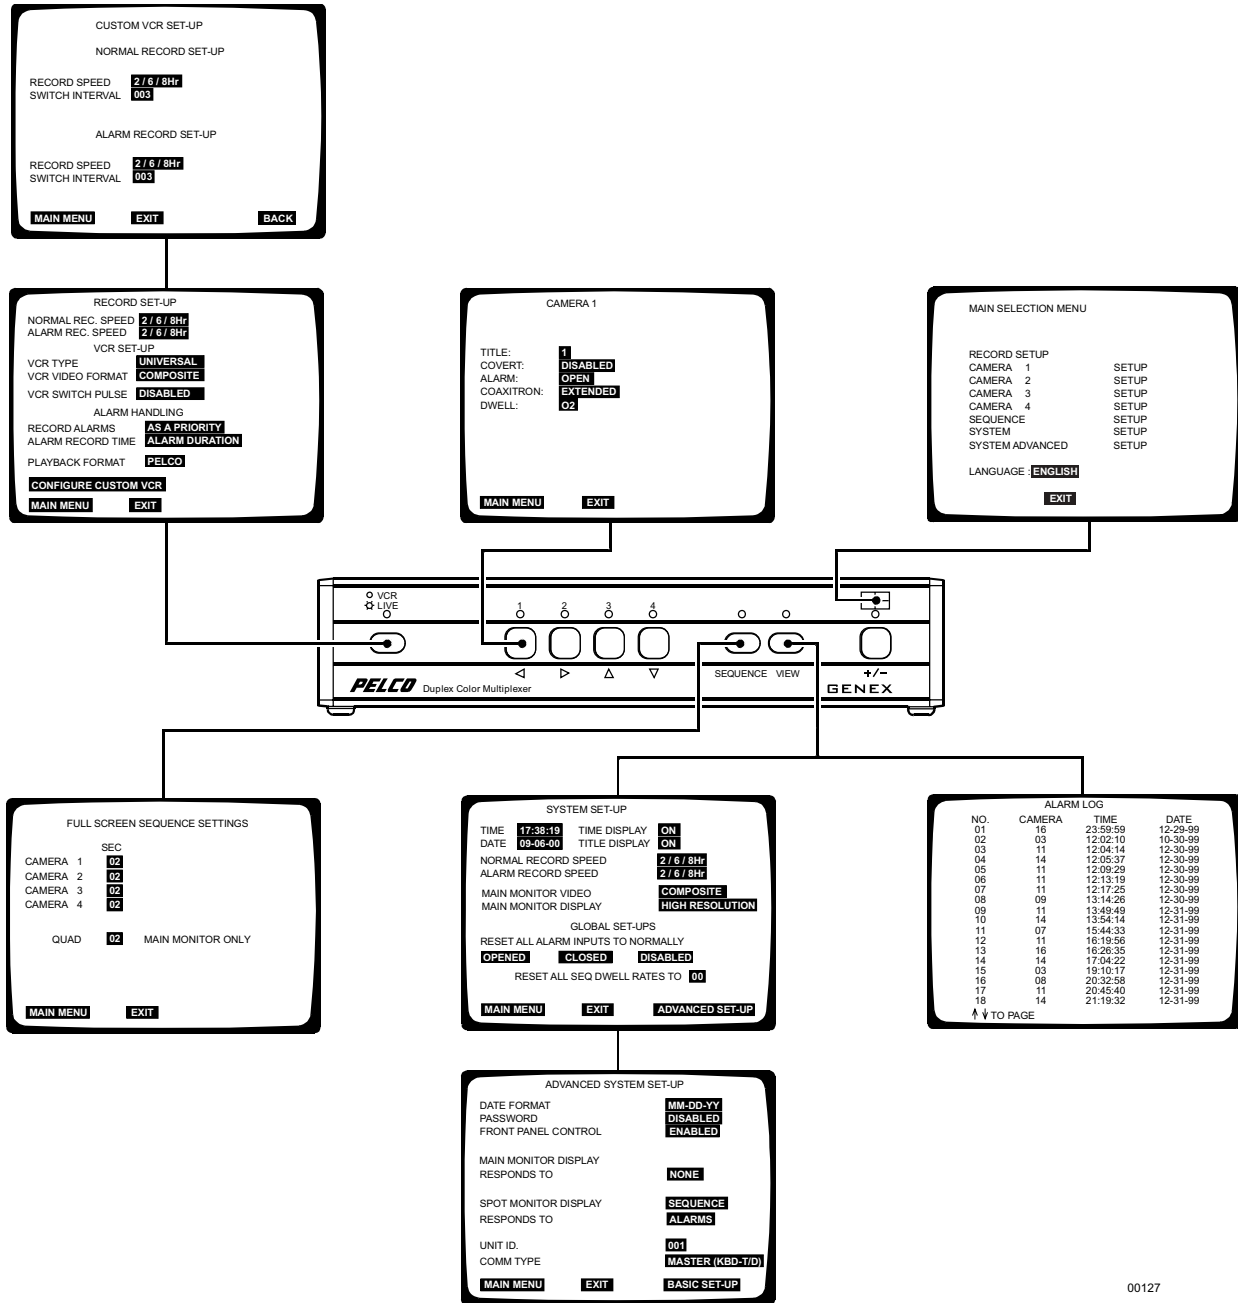 CUSTOM VCR SET-UP
NORMAL RECORD SET-UP
RECORD SPEED 2 / 6 / 8Hr
SWITCH INTERVAL 003
ALARM RECORD SET-UP
RECORD SPEED 2 / 6 / 8Hr
SWITCH INTERVAL 003
MAIN MENU EXIT BACK
RECORD SET-UP
NORMAL REC. SPEED 2 / 6 / 8Hr
ALARM REC. SPEED 2 / 6 / 8Hr
VCR SET-UP
VCR TYPE UNIVERSAL
VCR VIDEO FORMAT COMPOSITE
VCR SWITCH PULSE DISABLED
ALARM HANDLING
RECORD ALARMS AS A PRIORITY
ALARM RECORD TIME ALARM DURATION
PLAYBACK FORMAT PELCO
CONFIGURE CUSTOM VCR
MAIN MENU EXIT
CAMERA 1
TITLE: 1
COVERT: DISABLED
ALARM: OPEN
COAXITRON: EXTENDED
DWELL: O2
MAIN MENU EXIT
MAIN SELECTION MENU
RECORD SETUP
CAMERA 1 SETUP
CAMERA 2 SETUP
CAMERA 3 SETUP
CAMERA 4 SETUP
SEQUENCE SETUP
SYSTEM SETUP
SYSTEM ADVANCED SETUP
LANGUAGE : ENGLISH
EXIT
VCR
LIVE
1 2 3 4
SEQUENCE VIEW +/−
PELCO Duplex Color Multiplexer GENEX
FULL SCREEN SEQUENCE SETTINGS
SEC
CAMERA 1 02
CAMERA 2 02
CAMERA 3 02
CAMERA 4 02
QUAD 02 MAIN MONITOR ONLY
MAIN MENU EXIT
SYSTEM SET-UP
TIME 17:38:19 TIME DISPLAY ON
DATE 09-06-00 TITLE DISPLAY ON
NORMAL RECORD SPEED 2 / 6 / 8Hr
ALARM RECORD SPEED 2 / 6 / 8Hr
MAIN MONITOR VIDEO COMPOSITE
MAIN MONITOR DISPLAY HIGH RESOLUTION
GLOBAL SET-UPS
RESET ALL ALARM INPUTS TO NORMALLY
OPENED CLOSED DISABLED
RESET ALL SEQ DWELL RATES TO 00
MAIN MENU EXIT ADVANCED SET-UP
ALARM LOG
NO. CAMERA TIME DATE
01 16 23:59:59 12-29-99
02 03 12:02:10 10-30-99
03 11 12:04:14 12-30-99
04 14 12:05:37 12-30-99
05 11 12:09:29 12-30-99
06 11 12:13:19 12-30-99
07 11 12:17:25 12-30-99
08 09 13:14:26 12-30-99
09 11 13:49:49 12-31-99
10 14 13:54:14 12-31-99
11 07 15:44:33 12-31-99
12 11 16:19:56 12-31-99
13 16 16:26:35 12-31-99
14 14 17:04:22 12-31-99
15 03 19:10:17 12-31-99
16 08 20:32:58 12-31-99
17 11 20:45:40 12-31-99
18 14 21:19:32 12-31-99
TO PAGE
ADVANCED SYSTEM SET-UP
DATE FORMAT MM-DD-YY
PASSWORD DISABLED
FRONT PANEL CONTROL ENABLED
MAIN MONITOR DISPLAY
RESPONDS TO NONE
SPOT MONITOR DISPLAY SEQUENCE
RESPONDS TO ALARMS
UNIT ID. 001
COMM TYPE MASTER (KBD-T/D)
MAIN MENU EXIT BASIC SET-UP
00127